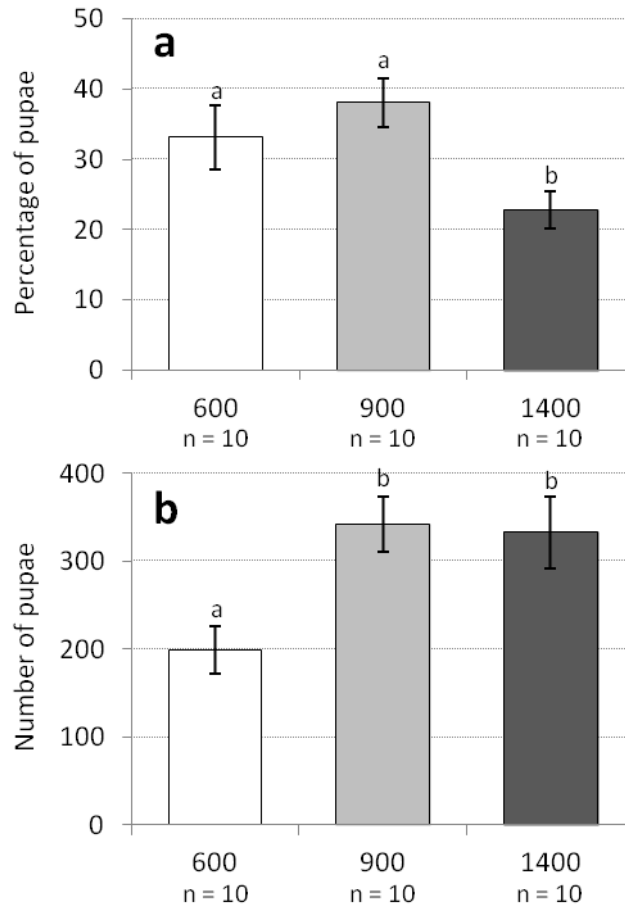 50
a
a
a
40
30
b
20
10
0
Percentage of pupae
600
900
1400
n = 10
n = 10
n = 10
400
b
b
b
300
a
200
100
0
Number of pupae
600
900
1400
n = 10
n = 10
n = 10